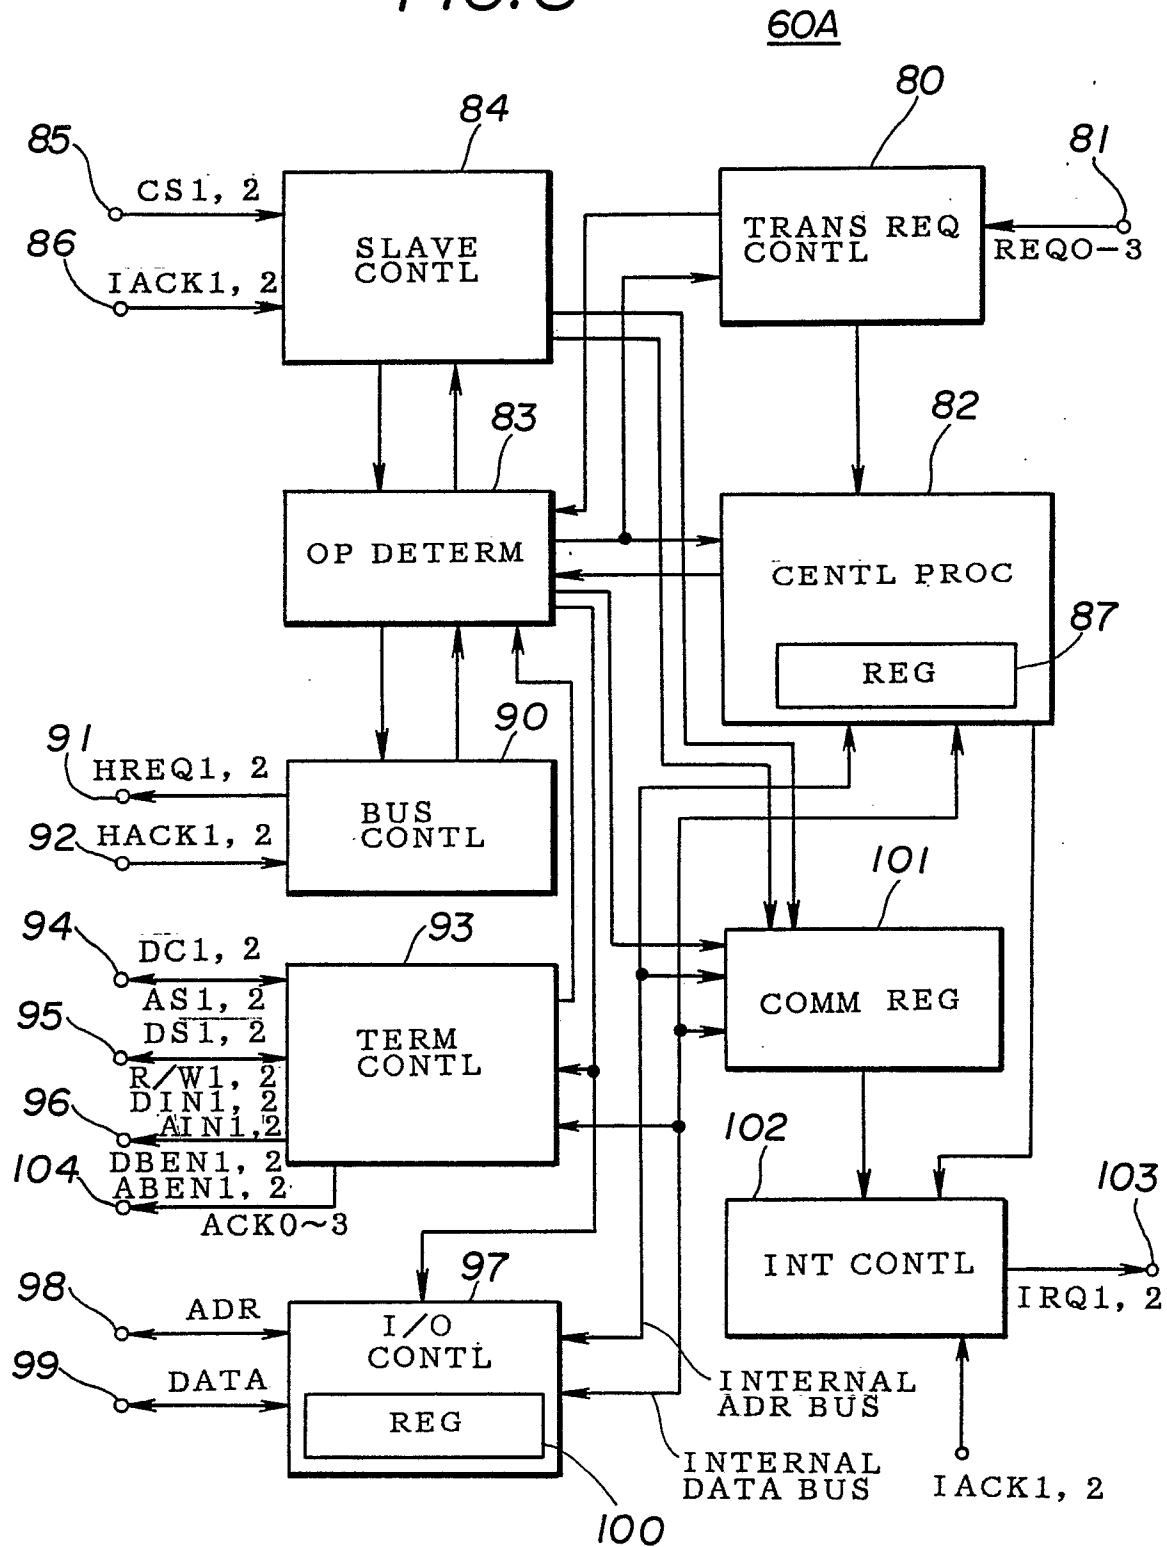 60A
80
84
85
81
CS1, 2
SLAVE
CONTL
TRANS REQ
CONTL
86
REQ0-3
IACK1, 2
83
82
OP DETERM
CENTL PROC
87
REG
90
91
HREQ1, 2
BUS
CONTL
92
HACK1, 2
101
93
94
DC1, 2
AS1, 2
COMM REG
95
DS1, 2
TERM
CONTL
R/W1, 2
DIN1, 2
96
AIN1, 2
102
DBEN1, 2
104
ABEN1, 2
103
ACK0~3
97
INT CONTL
98
ADR
I/O
CONTL
IRQ1, 2
99
DATA
INTERNAL
ADR BUS
REG
INTERNAL
DATA BUS
IACK1, 2
100